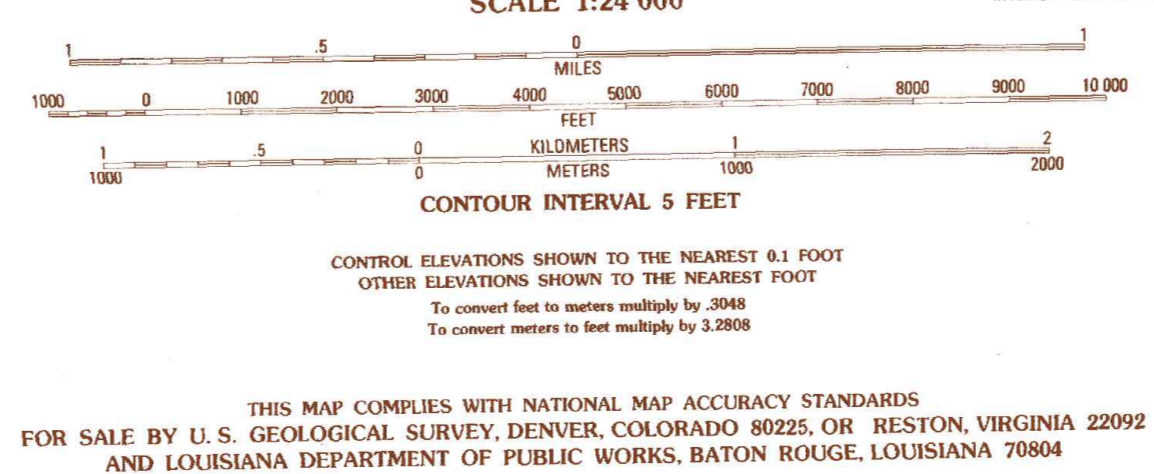 SCALE 1:24 000
1 .5 0 1
MILES
1000 0 1000 2000 3000 4000 5000 6000 7000 8000 9000 10 000
FEET
1 .5 0 KILOMETERS 1 2
1000 0 METERS 1000 2000
CONTOUR INTERVAL 5 FEET
CONTROL ELEVATIONS SHOWN TO THE NEAREST 0.1 FOOT
OTHER ELEVATIONS SHOWN TO THE NEAREST FOOT
To convert feet to meters multiply by .3048
To convert meters to feet multiply by 3.2808
THIS MAP COMPLIES WITH NATIONAL MAP ACCURACY STANDARDS
FOR SALE BY U. S. GEOLOGICAL SURVEY, DENVER, COLORADO 80225, OR RESTON, VIRGINIA 22092
AND LOUISIANA DEPARTMENT OF PUBLIC WORKS, BATON ROUGE, LOUISIANA 70804